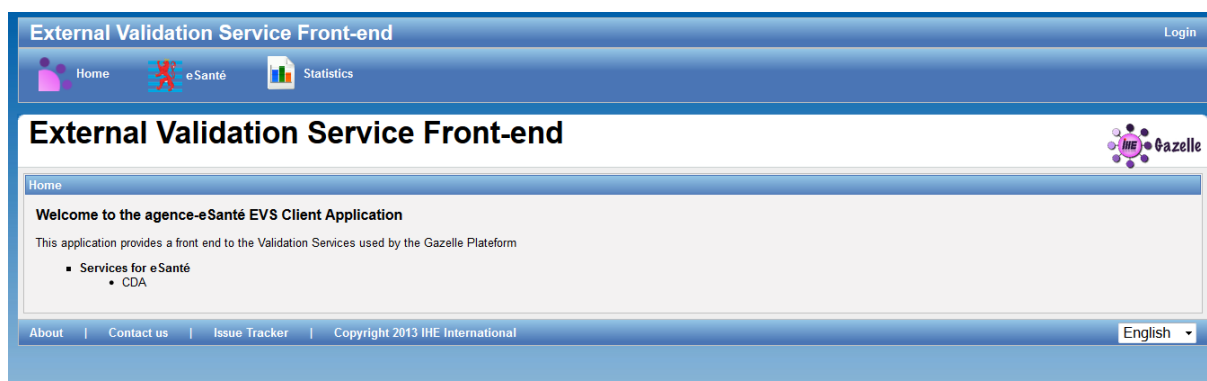 External Validation Service Front-end
Login
Home
eSanté
Statistics
External Validation Service Front-end
IHE Gazelle
Home
Welcome to the agence-eSanté EVS Client Application
This application provides a front end to the Validation Services used by the Gazelle Plateform
Services for eSanté
CDA
About | Contact us | Issue Tracker | Copyright 2013 IHE International
English